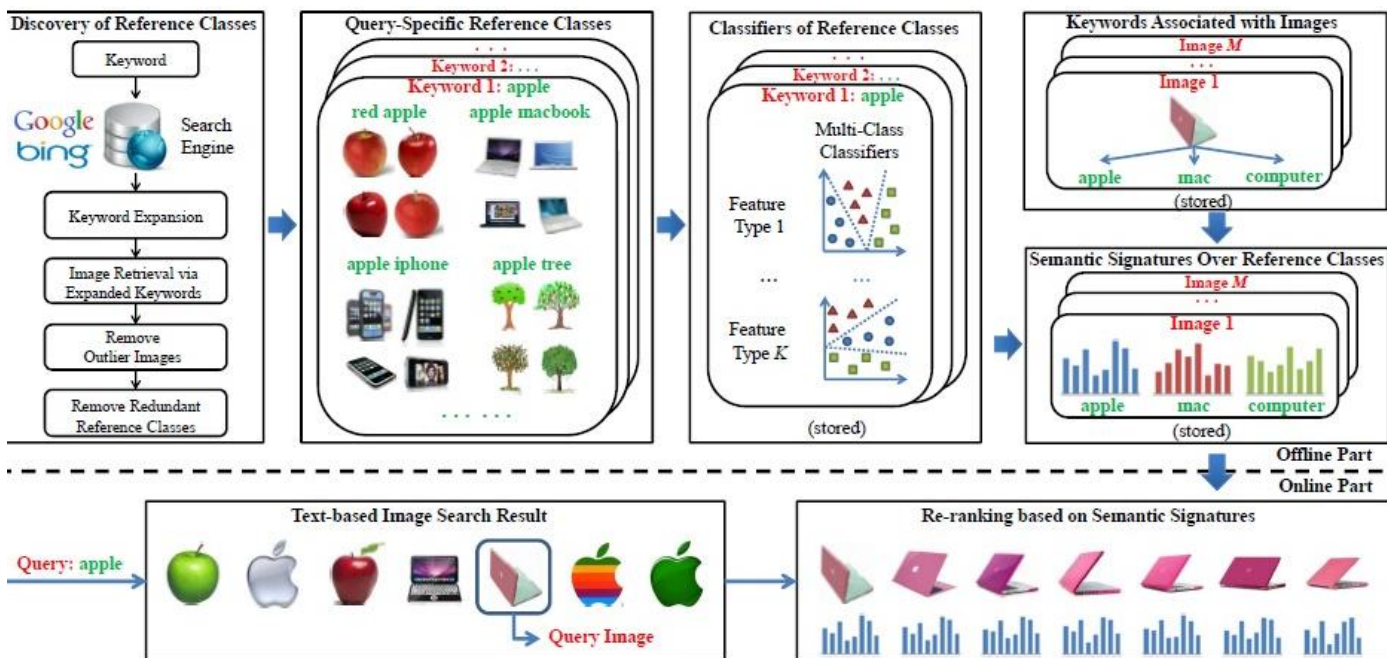 Discovery of Reference Classes
Keyword
Google
bing
Search
Engine
Keyword Expansion
Image Retrieval via
Expanded Keywords
Remove
Outlier Images
Remove Redundant
Reference Classes
Query-Specific Reference Classes
. . .
Keyword 2: . . .
Keyword 1: apple
red apple
apple macbook
apple iphone
apple tree
... ...
Classifiers of Reference Classes
. . .
Keyword 2: . . .
Keyword 1: apple
Multi-Class
Classifiers
Feature
Type 1
... ...
Feature
Type K
(stored)
Keywords Associated with Images
Image M
. . .
Image 1
apple
mac
computer
(stored)
Semantic Signatures Over Reference Classes
Image M
. . .
Image 1
apple
mac
computer
(stored)
Offline Part
Online Part
Query: apple
Text-based Image Search Result
Query Image
Re-ranking based on Semantic Signatures